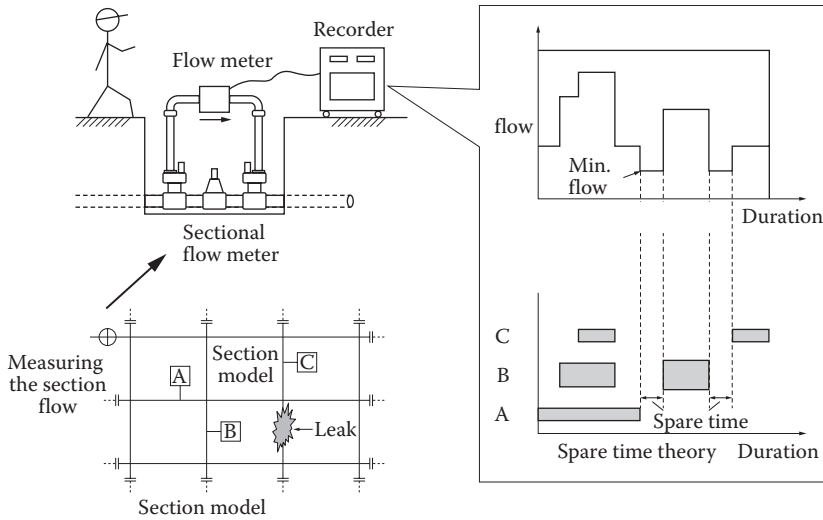 Recorder
Flow meter
Sectional
flow meter
Measuring
the section
flow
A
Section
model
C
B
Leak
Section model
flow
Min.
flow
Duration
C
B
A
Spare time
Spare time theory
Duration